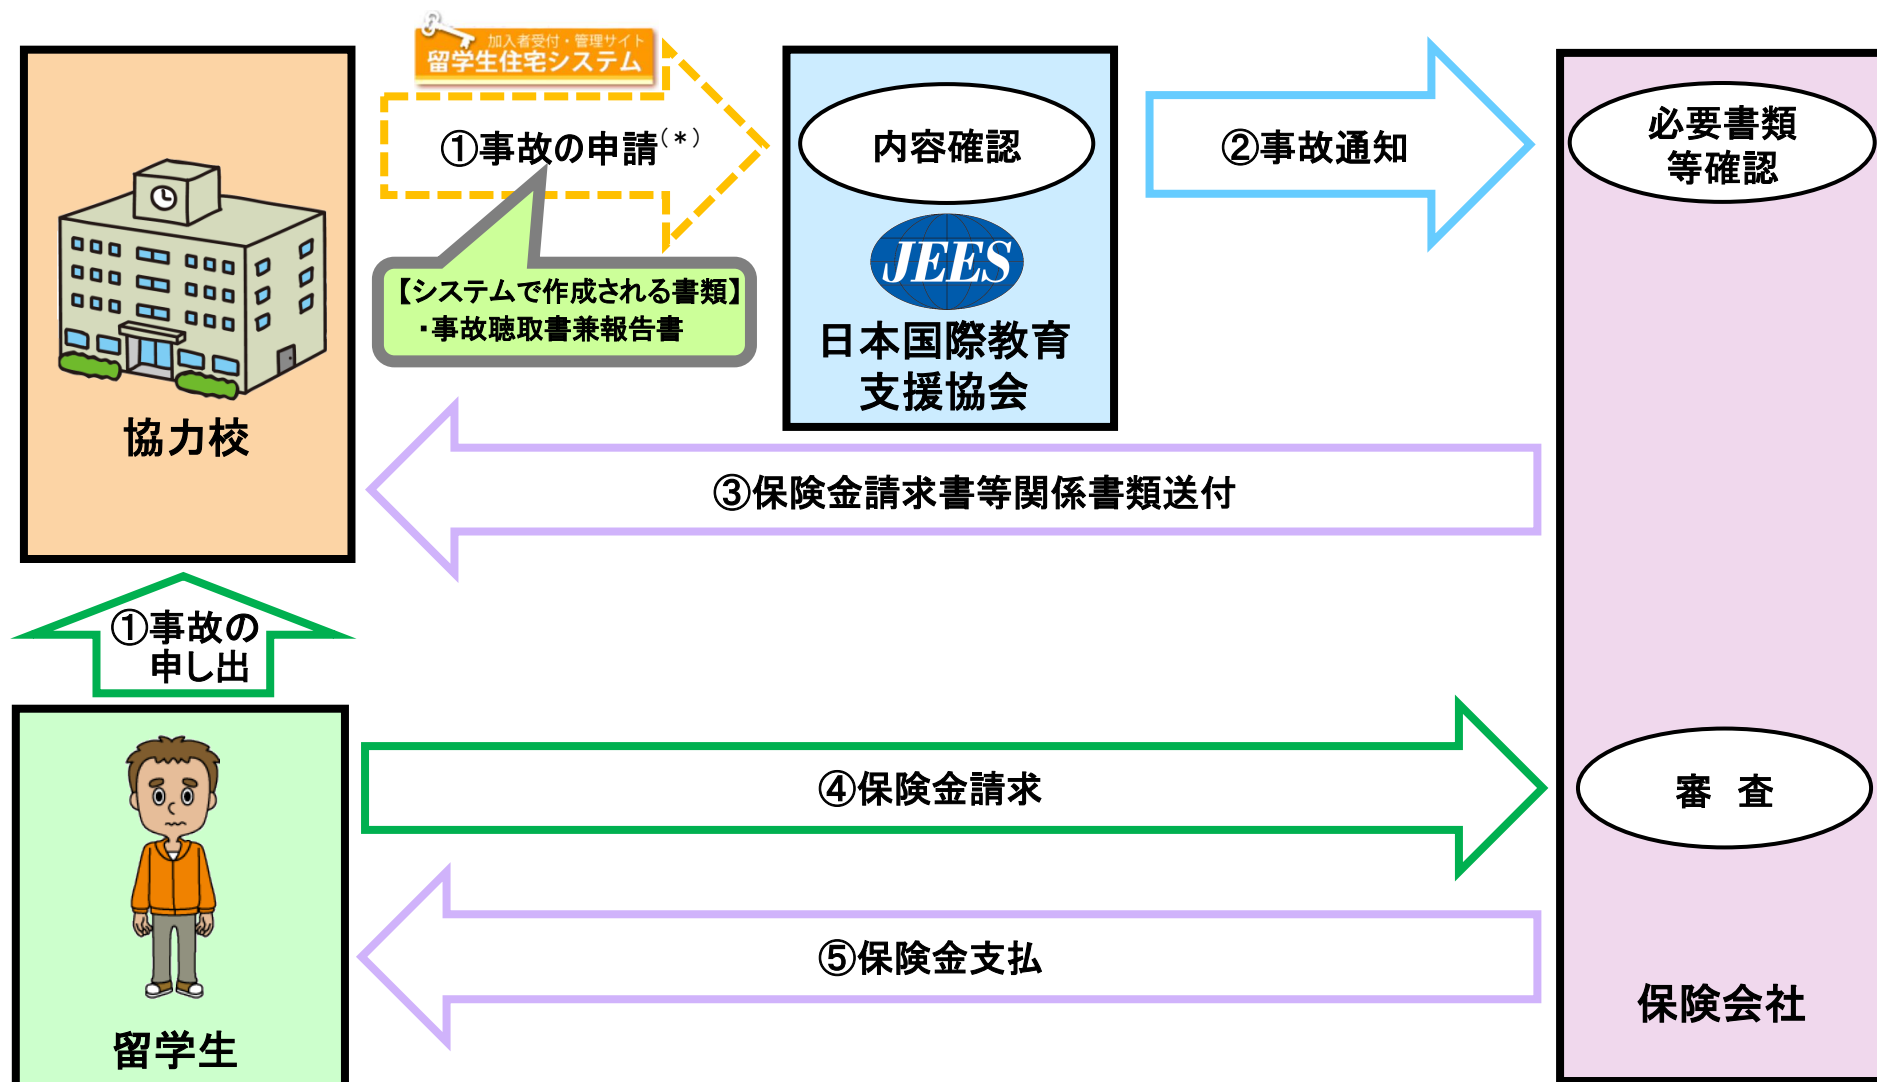 加入者受付・管理サイト
留学生住宅システム
①事故の申請(*)
【システムで作成される書類】
・事故聴取書兼報告書
内容確認
JEES
日本国際教育
支援協会
②事故通知
必要書類
等確認
協力校
③保険金請求書等関係書類送付
①事故の
申し出
④保険金請求
審　査
⑤保険金支払
留学生
保険会社